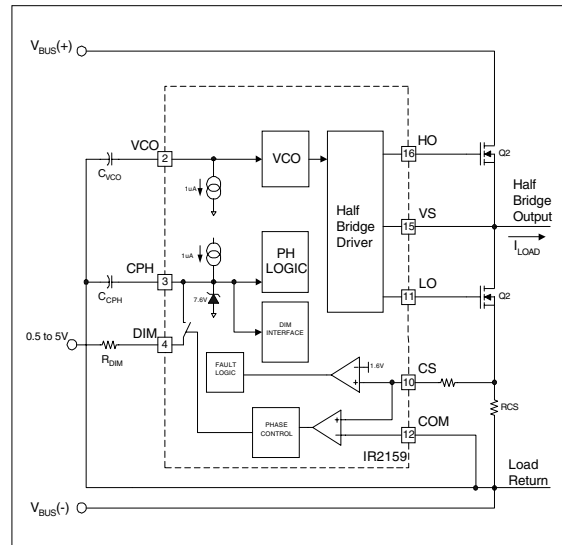 VBUS(+)
VCO
HO
2
VCO
16
Q2
CVCO
1uA
Half
Bridge
Driver
VS
Half
Bridge
Output
15
1uA
PH
LOGIC
ILOAD
CPH
3
LO
11
Q2
CCPH
7.6V
0.5 to 5V
DIM
DIM
INTERFACE
4
RDIM
1.6V
FAULT
LOGIC
CS
10
RCS
PHASE
CONTROL
COM
12
IR2159
Load
Return
VBUS(-)